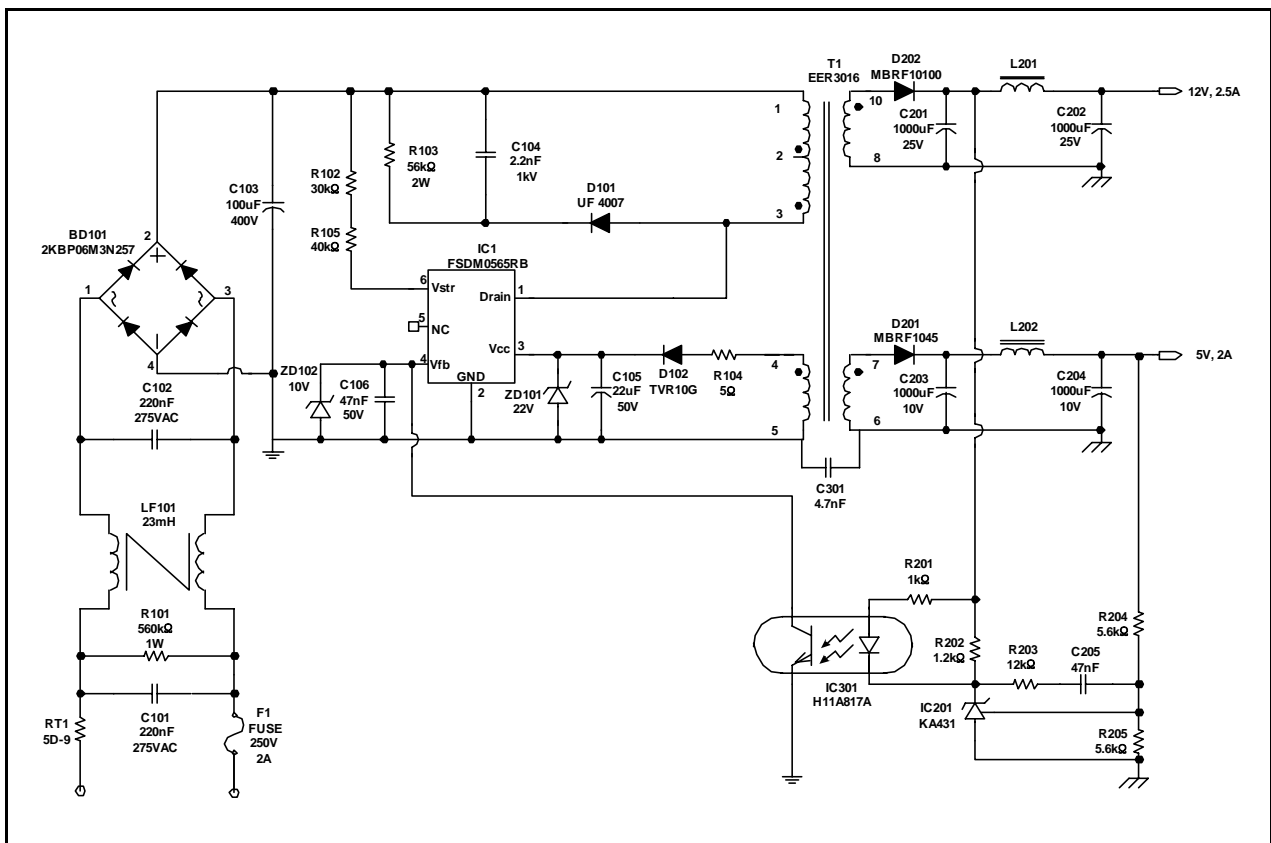 T1
EER3016
D202
MBRF10100
L201
12V, 2.5A
1
10
C201
1000uF
25V
C202
1000uF
25V
R103
56kΩ
2W
C104
2.2nF
1kV
2
8
R102
30kΩ
C103
100uF
400V
D101
UF 4007
3
BD101
2KBP06M3N257
2
R105
40kΩ
IC1
FSDM0565RB
6
Vstr
1
3
Drain
1
5
NC
D201
MBRF1045
L202
5V, 2A
Vcc
3
4
Vfb
4
ZD102
10V
C106
47nF
50V
GND
2
ZD101
22V
C105
22uF
50V
D102
TVR10G
R104
5Ω
4
7
C203
1000uF
10V
C204
1000uF
10V
C102
220nF
275VAC
5
6
C301
4.7nF
LF101
23mH
R201
1kΩ
R101
560kΩ
1W
R204
5.6kΩ
R202
1.2kΩ
R203
12kΩ
C205
47nF
IC301
H11A817A
IC201
KA431
RT1
5D-9
C101
220nF
275VAC
F1
FUSE
250V
2A
R205
5.6kΩ